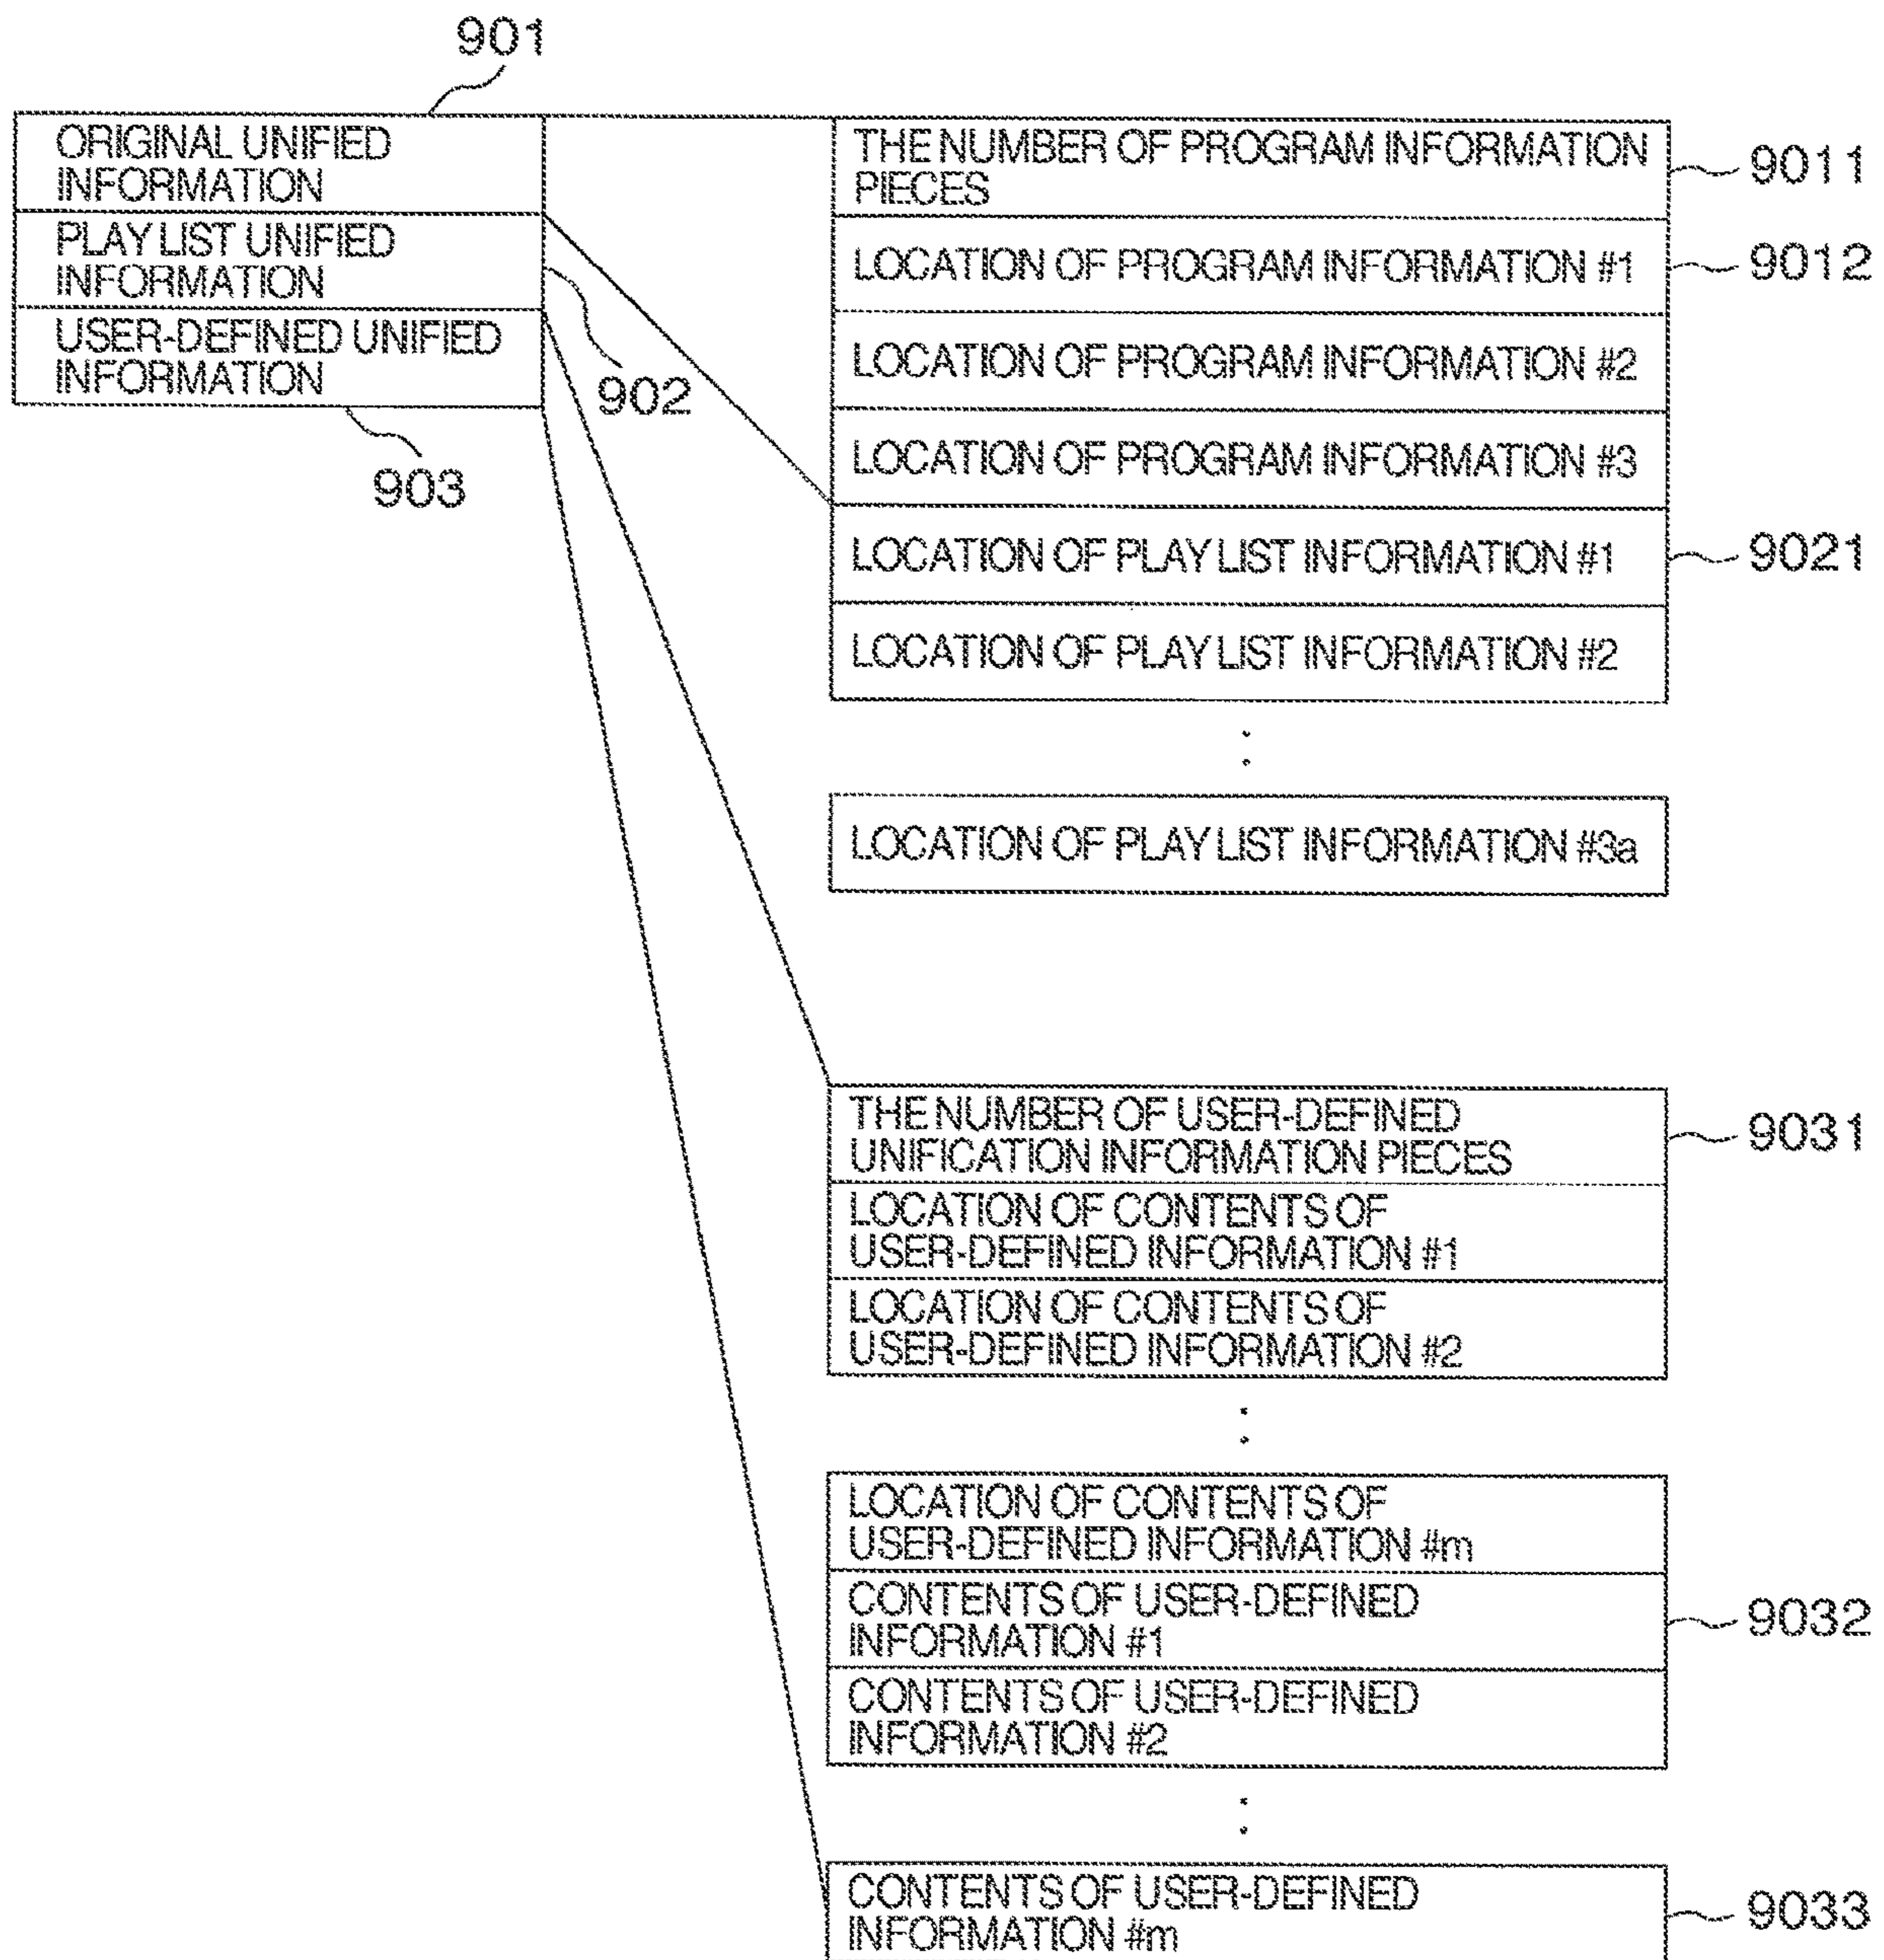 901
ORIGINAL UNIFIED
INFORMATION
PLAY LIST UNIFIED
INFORMATION
USER-DEFINED UNIFIED
INFORMATION
902
903
THE NUMBER OF PROGRAM INFORMATION
PIECES
9011
LOCATION OF PROGRAM INFORMATION #1
9012
LOCATION OF PROGRAM INFORMATION #2
LOCATION OF PROGRAM INFORMATION #3
LOCATION OF PLAY LIST INFORMATION #1
9021
LOCATION OF PLAY LIST INFORMATION #2
LOCATION OF PLAY LIST INFORMATION #3a
THE NUMBER OF USER-DEFINED
UNIFICATION INFORMATION PIECES
9031
LOCATION OF CONTENTS OF
USER-DEFINED INFORMATION #1
LOCATION OF CONTENTS OF
USER-DEFINED INFORMATION #2
LOCATION OF CONTENTS OF
USER-DEFINED INFORMATION #m
CONTENTS OF USER-DEFINED
INFORMATION #1
9032
CONTENTS OF USER-DEFINED
INFORMATION #2
CONTENTS OF USER-DEFINED
INFORMATION #m
9033